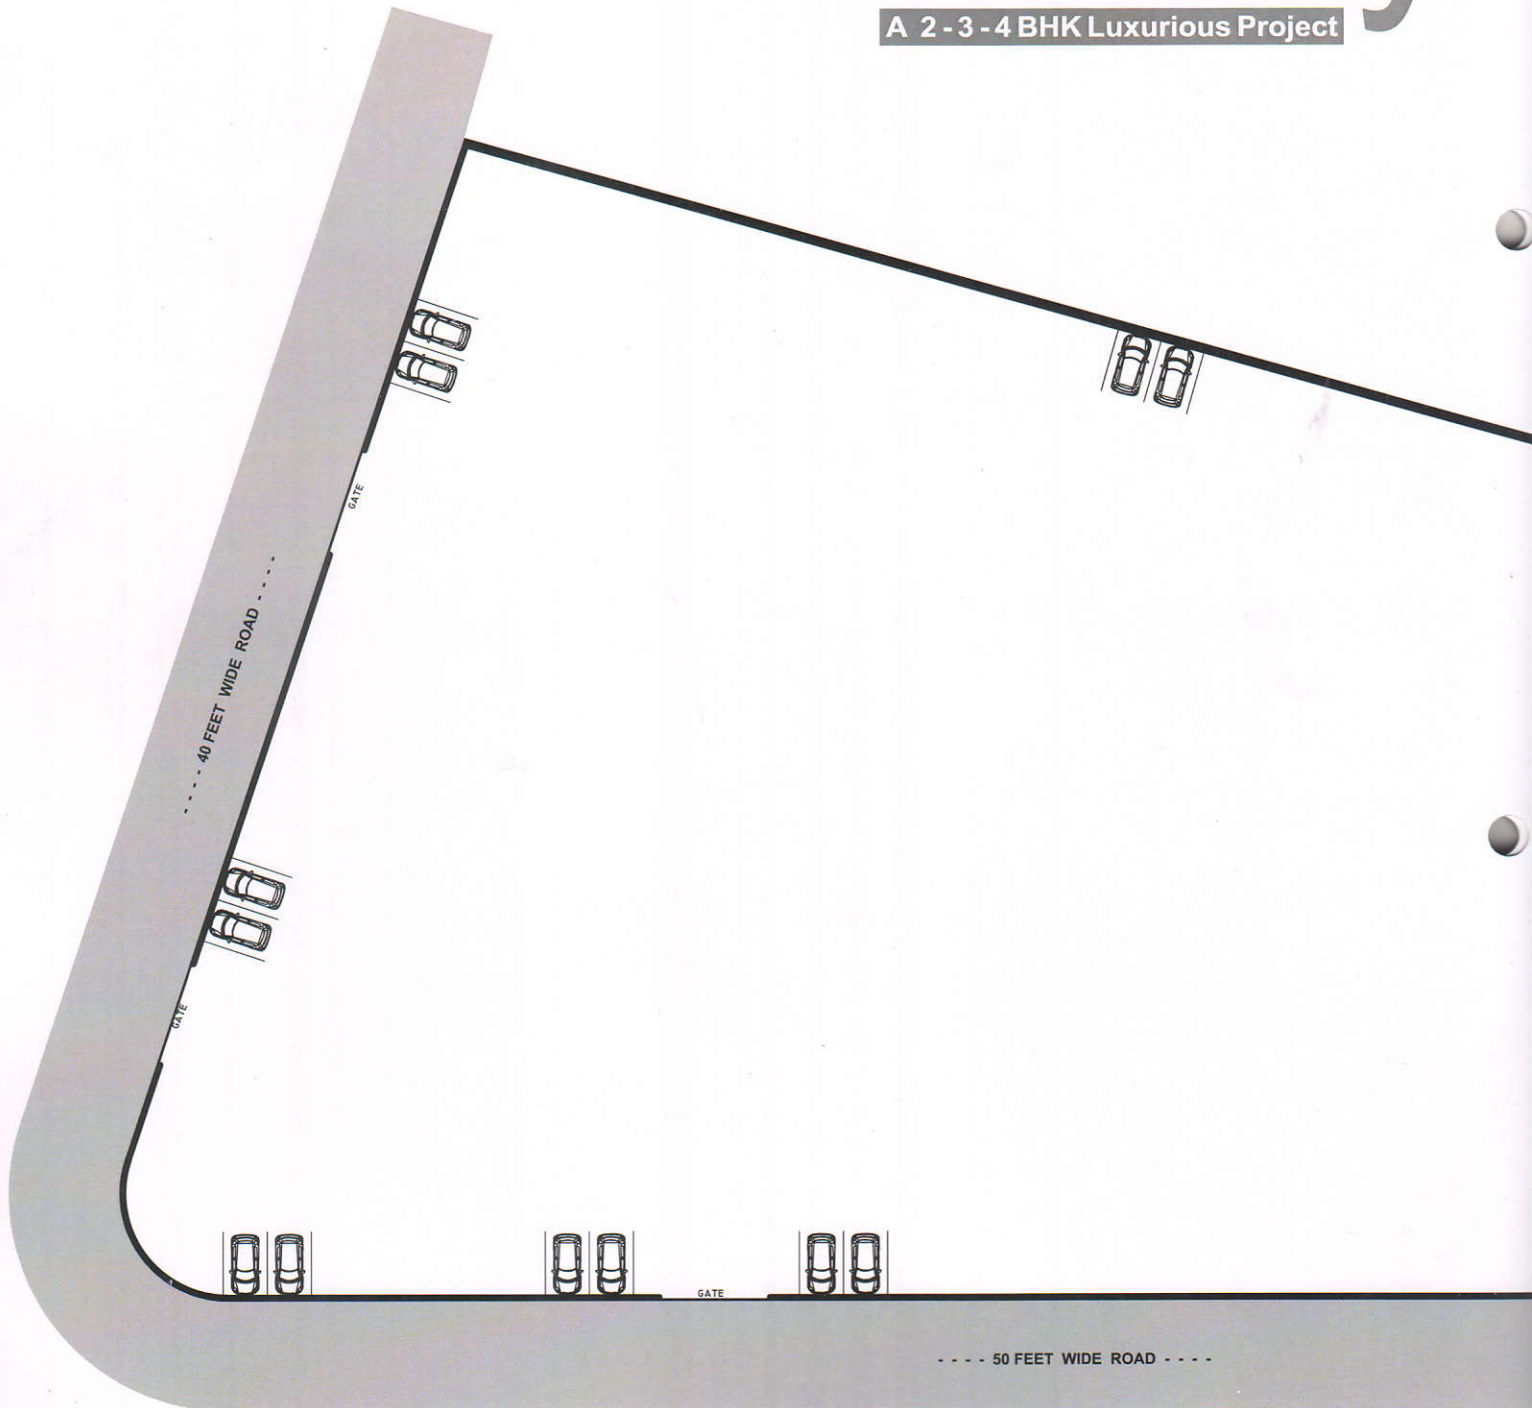 A 2 - 3 - 4 BHK Luxurious Project
GATE
- - - - 40 FEET WIDE ROAD - - - -
GATE
GATE
- - - - 50 FEET WIDE ROAD - - - -